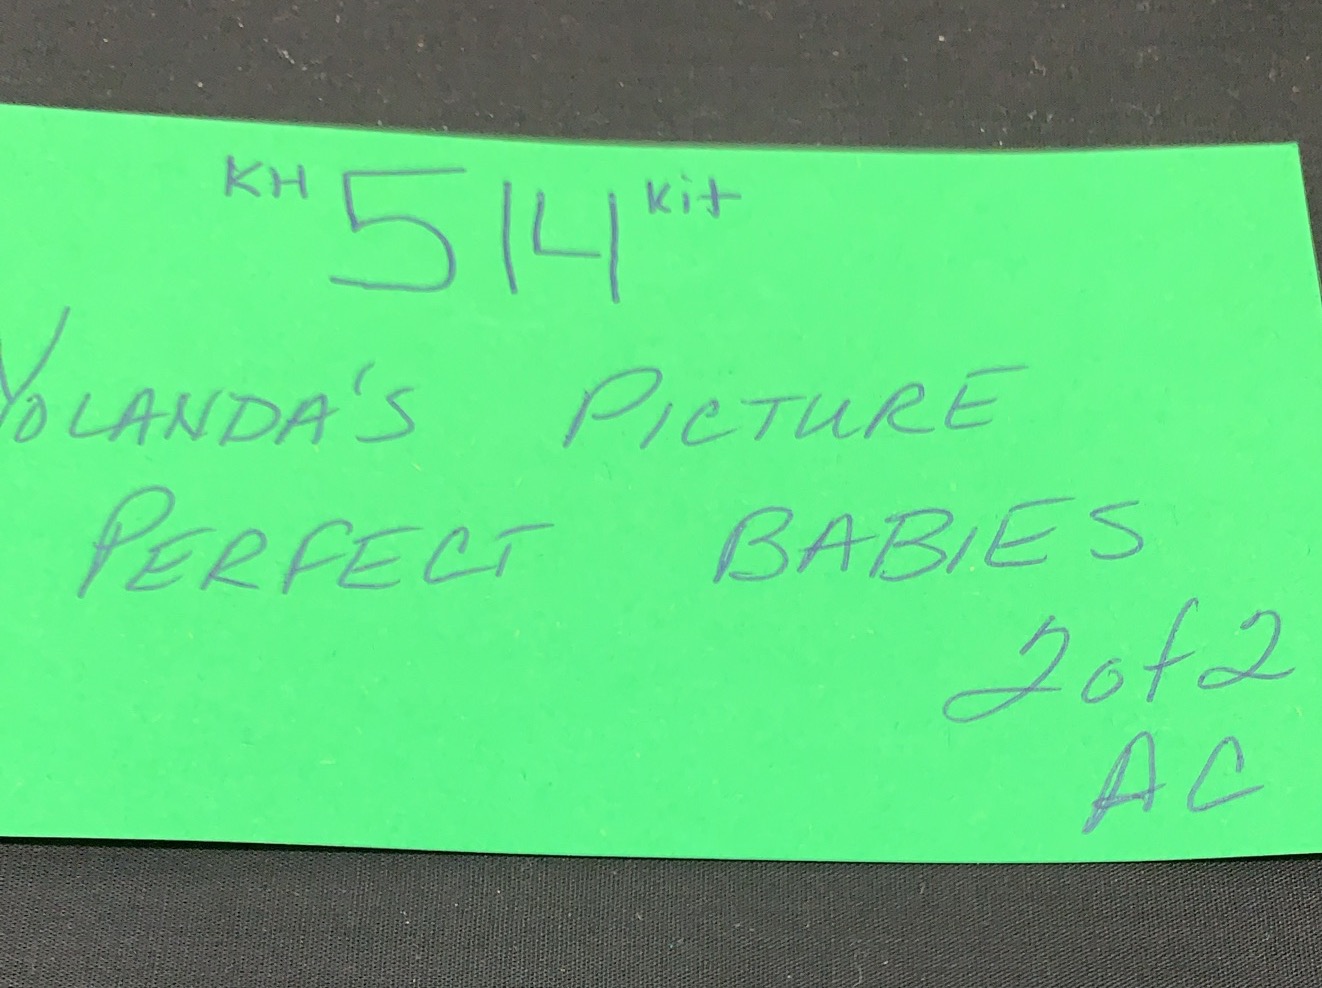 KH 514 Kit
YOLANDA'S PICTURE
PERFECT BABIES
2 of 2
AC